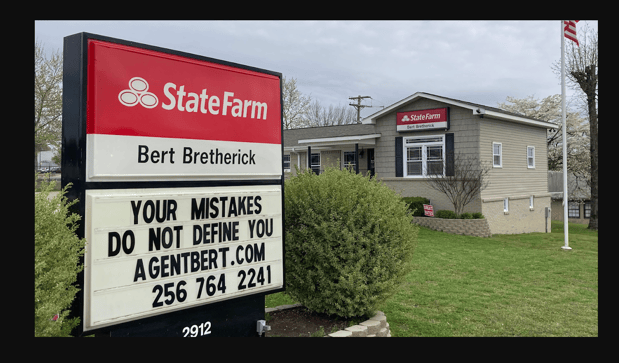 StateFarm
Bert Bretherick
YOUR MISTAKES
DO NOT DEFINE YOU
AGENTBERT.COM
256 764 2241
2912
StateFarm
Bert Bretherick